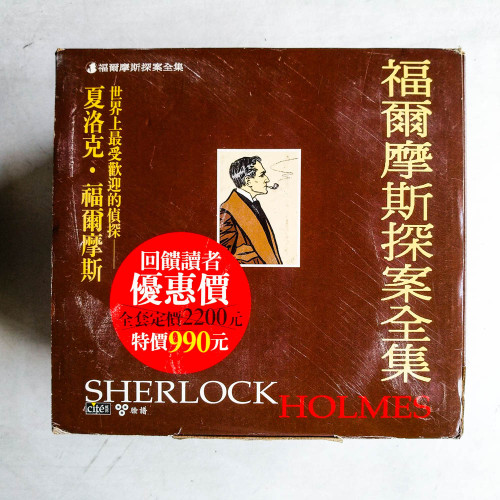 福爾摩斯探案全集
福爾摩斯探案全集
世界上最受歡迎的偵探──
夏洛克・福爾摩斯
回饋讀者
優惠價
全套定價2200元
特價990元
SHERLOCK
HOLMES
cité
臉譜